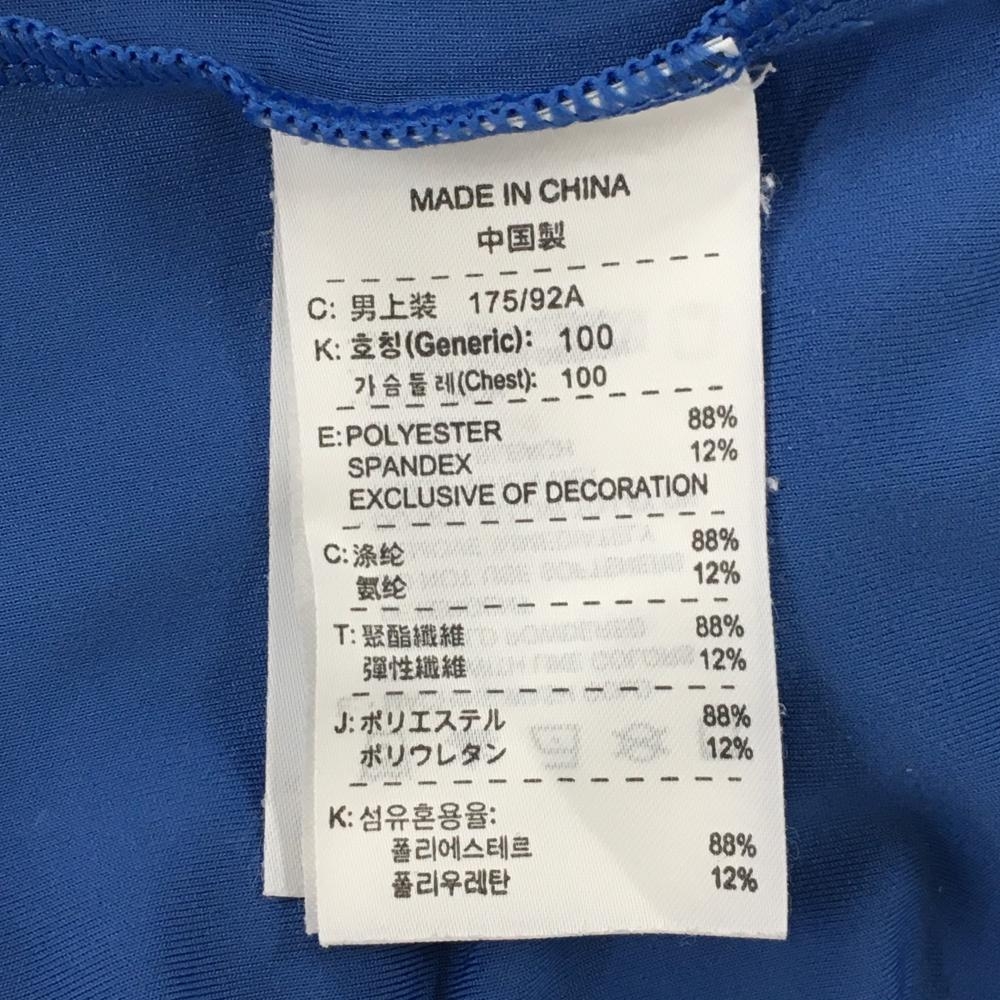 MADE IN CHINA
中国製
C: 男上装 175/92A
K: 호칭(Generic): 100
가슴둘레(Chest): 100
E:POLYESTER 88%
SPANDEX 12%
EXCLUSIVE OF DECORATION
C:涤纶 88%
氨纶 12%
T:聚酯纖維 88%
彈性纖維 12%
J:ポリエステル 88%
ポリウレタン 12%
K:섬유혼용율:
폴리에스테르 88%
폴리우레탄 12%